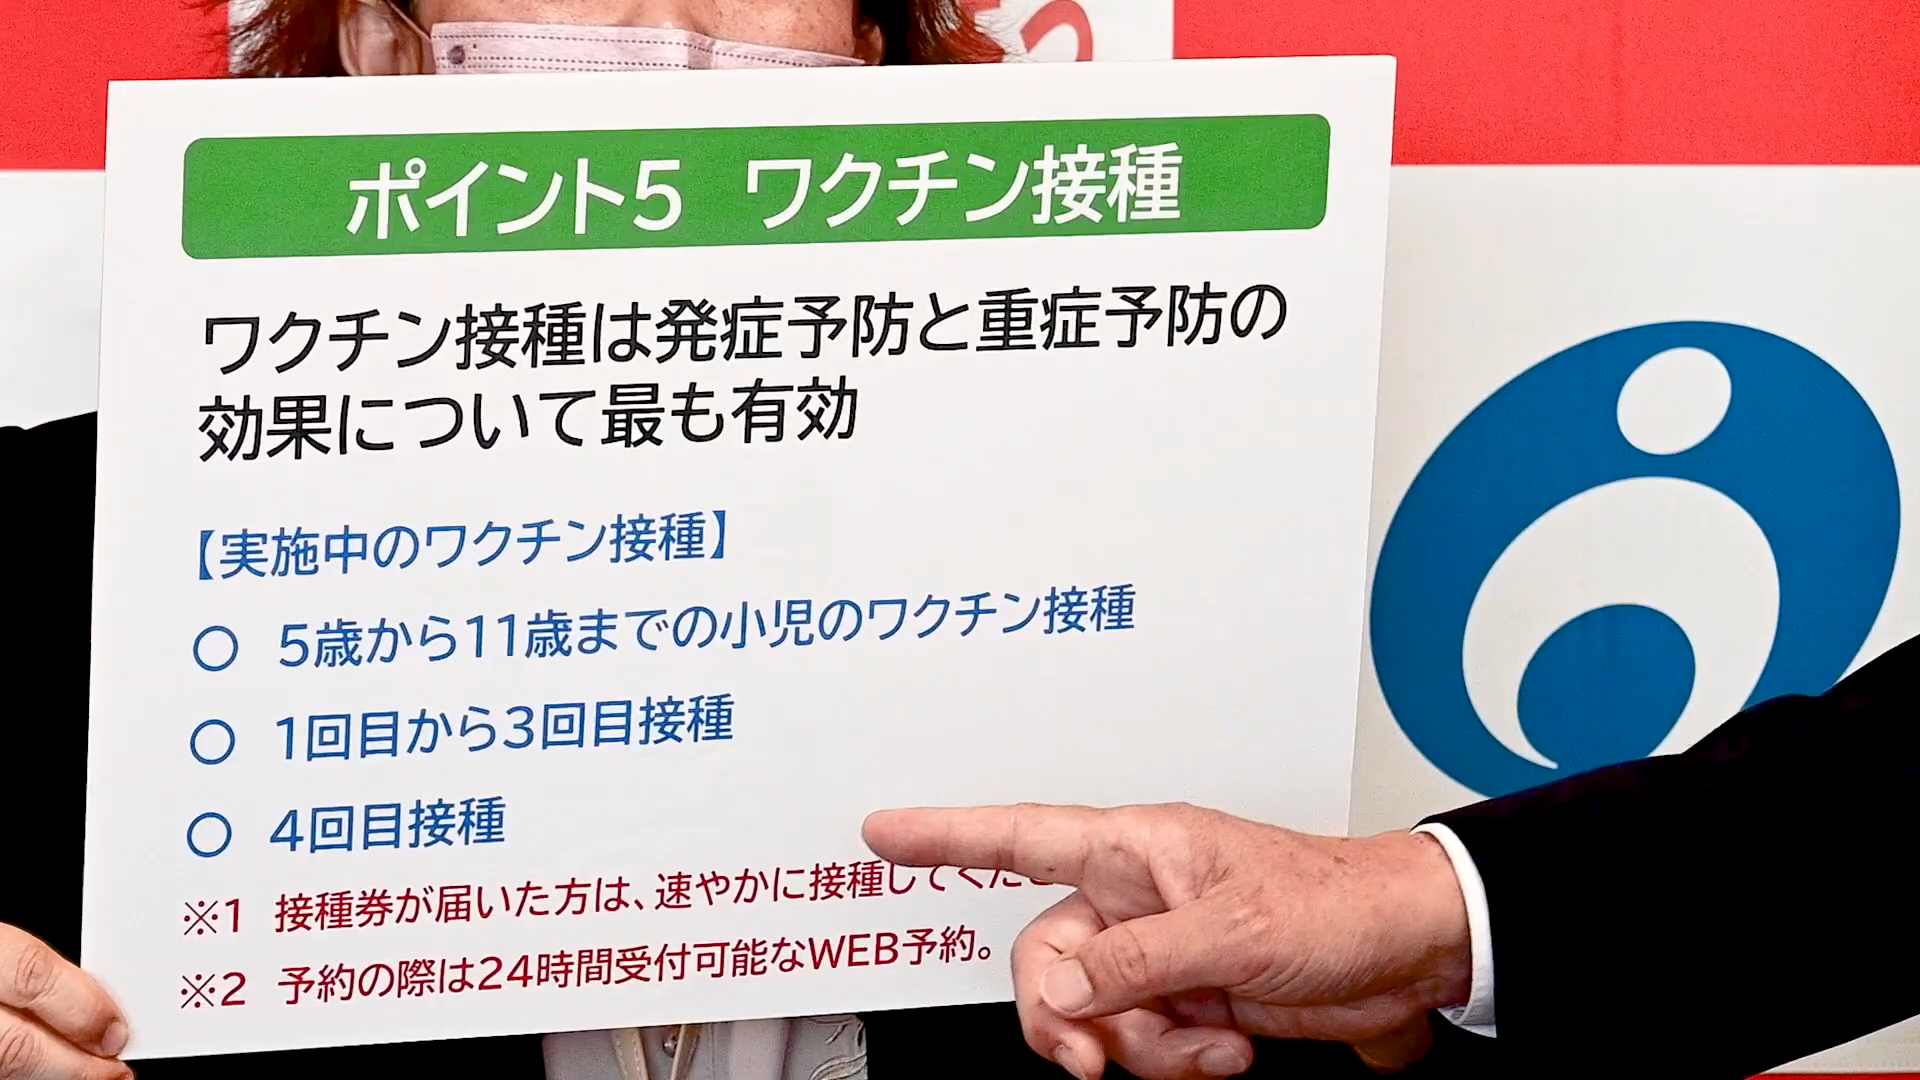 ポイント5 ワクチン接種
ワクチン接種は発症予防と重症予防の
効果について最も有効
【実施中のワクチン接種】
○ 5歳から11歳までの小児のワクチン接種
○ 1回目から3回目接種
○ 4回目接種
※1 接種券が届いた方は、速やかに接種してくだ
※2 予約の際は24時間受付可能なWEB予約。